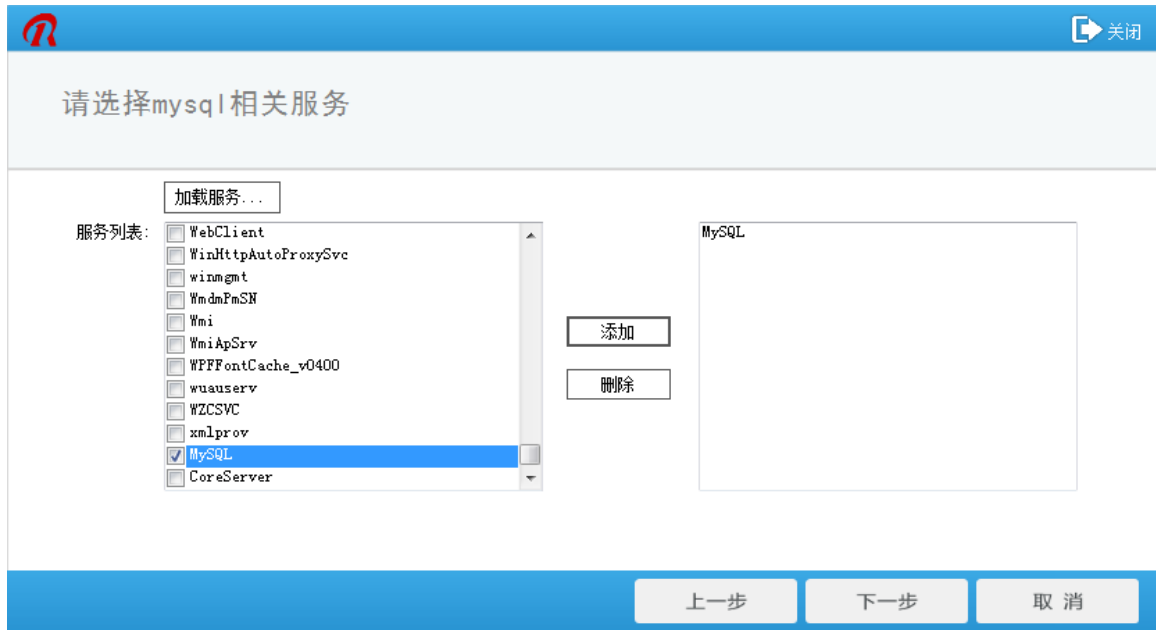 关闭
请选择mysql相关服务
加载服务...
服务列表:
WebClient
WinHttpAutoProxySvc
winmgmt
WmdmPmSN
Wmi
WmiApSrv
WPFFontCache_v0400
wuauserv
WZCSVC
xmlprov
MySQL
CoreServer
添加
删除
MySQL
上一步
下一步
取 消